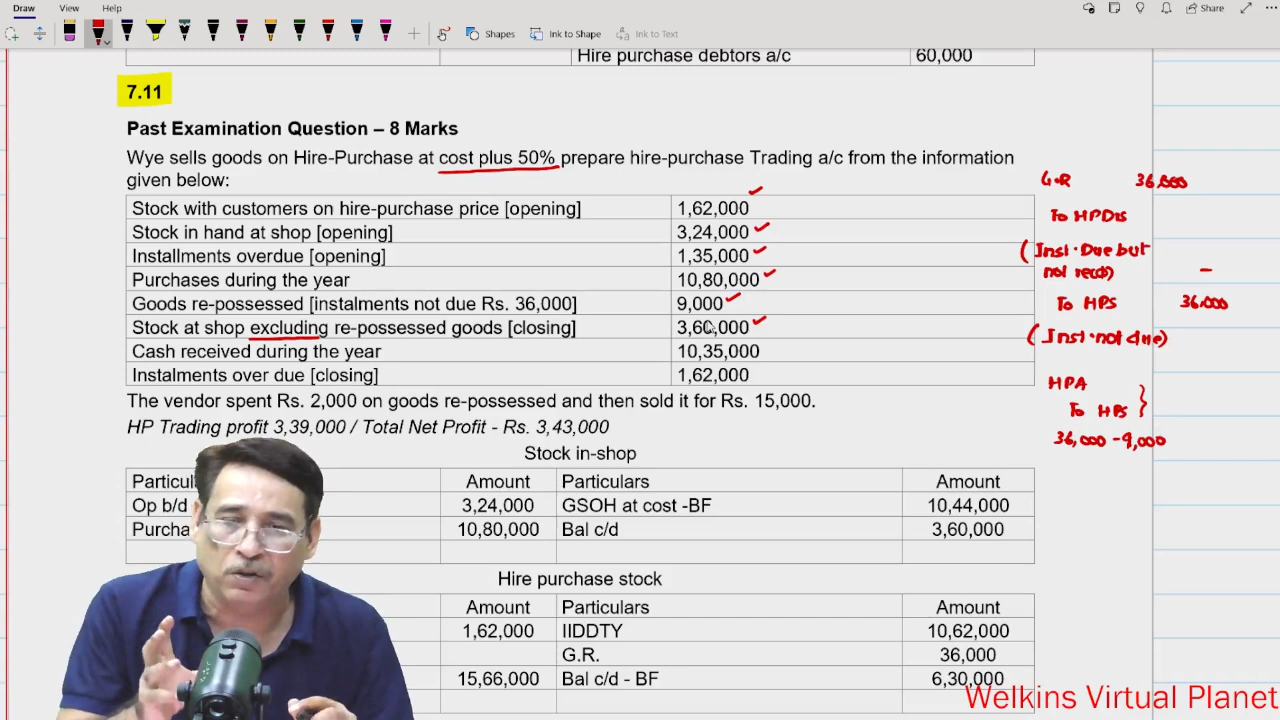 Draw View Help
Share
Shapes Ink to Shape Ink to Text
Hire purchase debtors a/c 60,000
7.11
Past Examination Question – 8 Marks
Wye sells goods on Hire-Purchase at cost plus 50% prepare hire-purchase Trading a/c from the information
given below:
Stock with customers on hire-purchase price [opening] 1,62,000
Stock in hand at shop [opening] 3,24,000
Installments overdue [opening] 1,35,000
Purchases during the year 10,80,000
Goods re-possessed [instalments not due Rs. 36,000] 9,000
Stock at shop excluding re-possessed goods [closing] 3,60,000
Cash received during the year 10,35,000
Instalments over due [closing] 1,62,000
The vendor spent Rs. 2,000 on goods re-possessed and then sold it for Rs. 15,000.
HP Trading profit 3,39,000 / Total Net Profit - Rs. 3,43,000
G.R 36,000
To HPDrs
(Inst. Due but
not recd) -
To HPS 36,000
(Inst. not due)
HPA
To HPS
36,000 - 9,000
Stock in-shop
Particul Amount Particulars Amount
Op b/d 3,24,000 GSOH at cost -BF 10,44,000
Purcha 10,80,000 Bal c/d 3,60,000
Hire purchase stock
Amount Particulars Amount
1,62,000 IIDDTY 10,62,000
G.R. 36,000
15,66,000 Bal c/d - BF 6,30,000
Welkins Virtual Planet